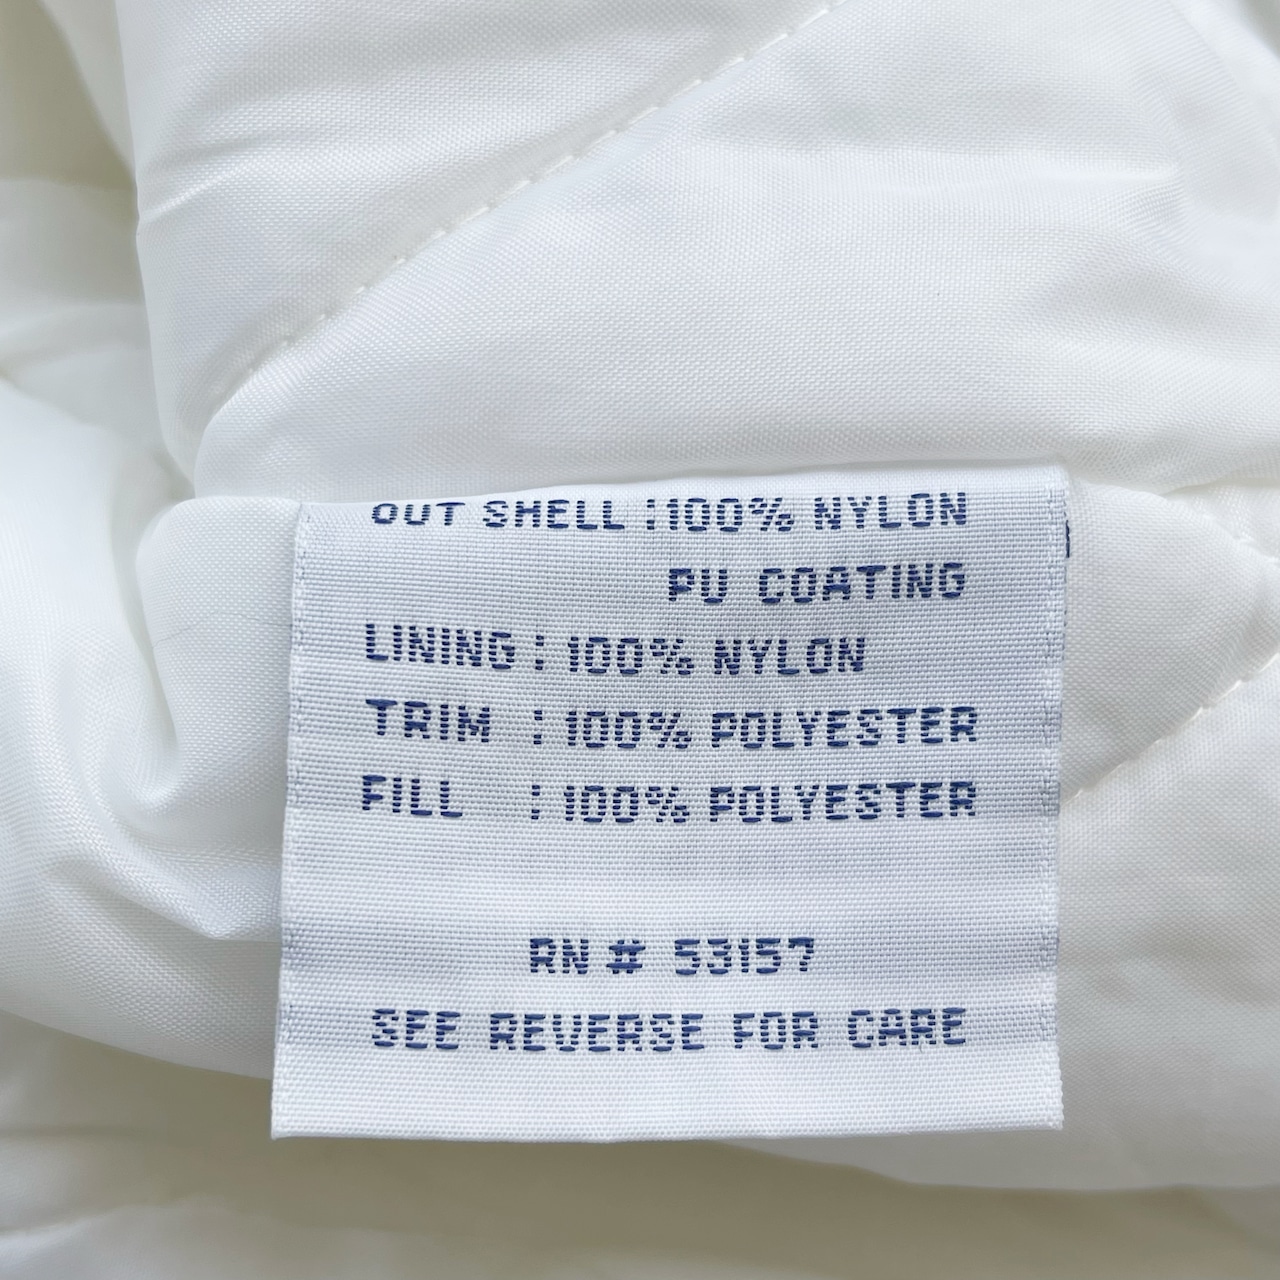 OUT SHELL :100% NYLON
PU COATING
LINING : 100% NYLON
TRIM : 100% POLYESTER
FILL : 100% POLYESTER
RN # 53157
SEE REVERSE FOR CARE